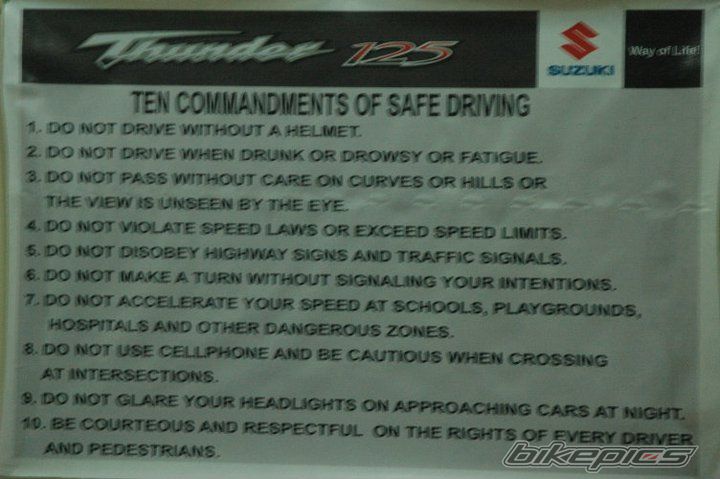 Thunder 125
SUZUKI
Way of Life!
TEN COMMANDMENTS OF SAFE DRIVING
1. DO NOT DRIVE WITHOUT A HELMET.
2. DO NOT DRIVE WHEN DRUNK OR DROWSY OR FATIGUE.
3. DO NOT PASS WITHOUT CARE ON CURVES OR HILLS OR
THE VIEW IS UNSEEN BY THE EYE.
4. DO NOT VIOLATE SPEED LAWS OR EXCEED SPEED LIMITS.
5. DO NOT DISOBEY HIGHWAY SIGNS AND TRAFFIC SIGNALS.
6. DO NOT MAKE A TURN WITHOUT SIGNALING YOUR INTENTIONS.
7. DO NOT ACCELERATE YOUR SPEED AT SCHOOLS, PLAYGROUNDS,
HOSPITALS AND OTHER DANGEROUS ZONES.
8. DO NOT USE CELLPHONE AND BE CAUTIOUS WHEN CROSSING
AT INTERSECTIONS.
9. DO NOT GLARE YOUR HEADLIGHTS ON APPROACHING CARS AT NIGHT.
10. BE COURTEOUS AND RESPECTFUL ON THE RIGHTS OF EVERY DRIVER
AND PEDESTRIANS.
bikepics